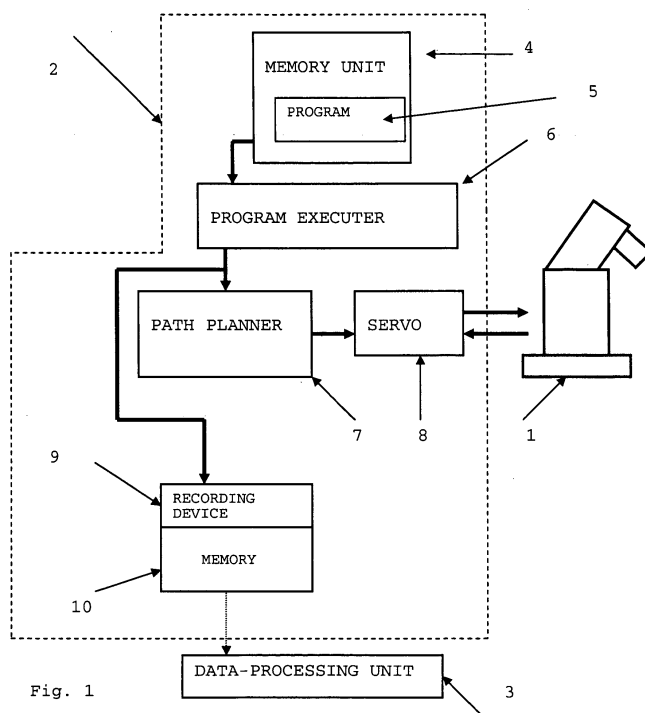 2
4
MEMORY UNIT
5
PROGRAM
6
PROGRAM EXECUTER
PATH PLANNER
SERVO
7
8
1
9
RECORDING
DEVICE
MEMORY
10
DATA-PROCESSING UNIT
Fig. 1
3